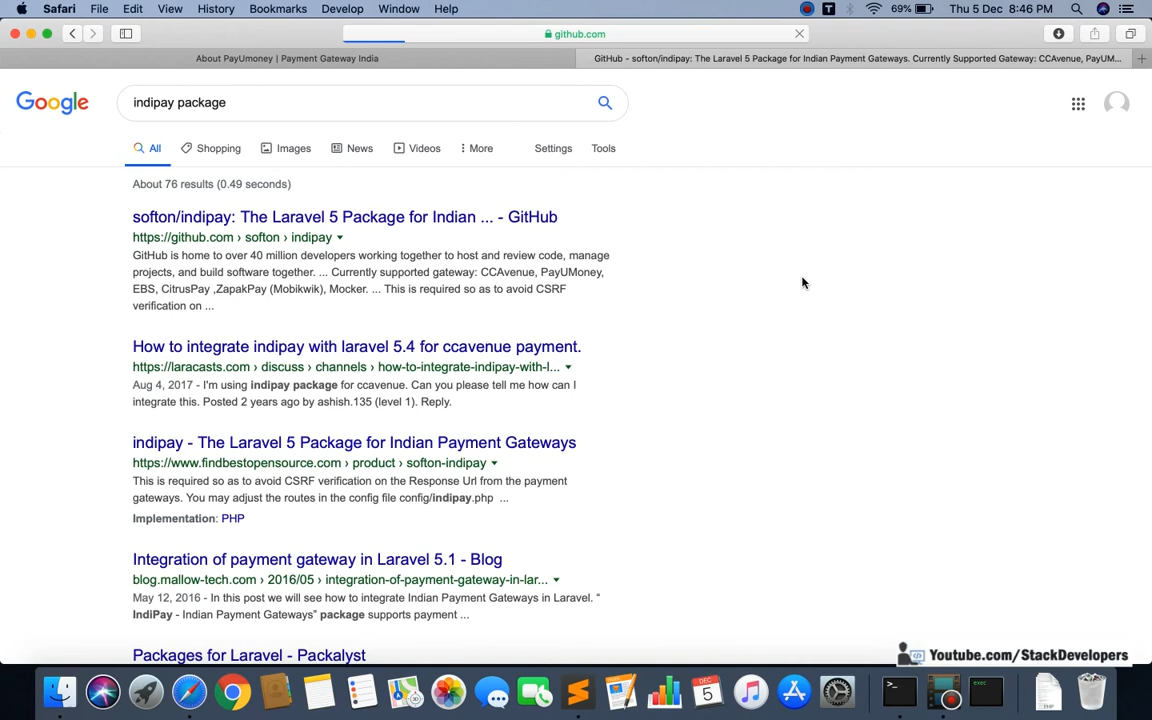 Safari File Edit View History Bookmarks Develop Window Help 69% Thu 5 Dec 8:46 PM
github.com
About PayUmoney | Payment Gateway India
GitHub - softon/indipay: The Laravel 5 Package for Indian Payment Gateways. Currently Supported Gateway: CCAvenue, PayUM...
Google
indipay package
All Shopping Images News Videos More Settings Tools
About 76 results (0.49 seconds)
softon/indipay: The Laravel 5 Package for Indian ... - GitHub
https://github.com › softon › indipay
GitHub is home to over 40 million developers working together to host and review code, manage
projects, and build software together. ... Currently supported gateway: CCAvenue, PayUMoney,
EBS, CitrusPay ,ZapakPay (Mobikwik), Mocker. ... This is required so as to avoid CSRF
verification on ...
How to integrate indipay with laravel 5.4 for ccavenue payment.
https://laracasts.com › discuss › channels › how-to-integrate-indipay-with-l...
Aug 4, 2017 - I'm using indipay package for ccavenue. Can you please tell me how can I
integrate this. Posted 2 years ago by ashish.135 (level 1). Reply.
indipay - The Laravel 5 Package for Indian Payment Gateways
https://www.findbestopensource.com › product › softon-indipay
This is required so as to avoid CSRF verification on the Response Url from the payment
gateways. You may adjust the routes in the config file config/indipay.php ...
Implementation: PHP
Integration of payment gateway in Laravel 5.1 - Blog
blog.mallow-tech.com › 2016/05 › integration-of-payment-gateway-in-lar...
May 12, 2016 - In this post we will see how to integrate Indian Payment Gateways in Laravel. "
IndiPay - Indian Payment Gateways" package supports payment ...
Packages for Laravel - Packalyst
Youtube.com/StackDevelopers